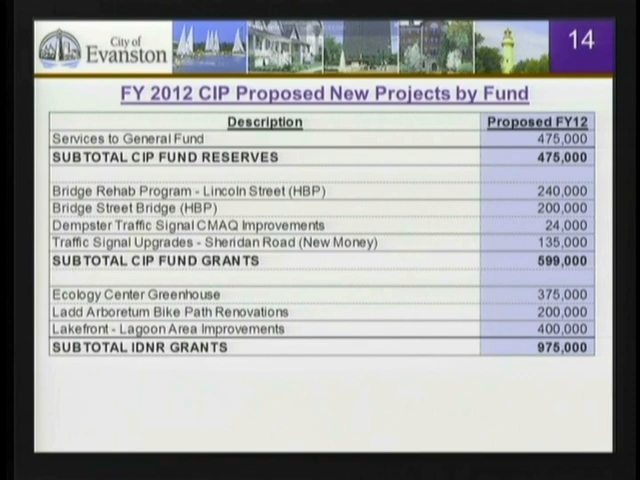 City of
Evanston
14
FY 2012 CIP Proposed New Projects by Fund
Description Proposed FY12
Services to General Fund 475,000
SUBTOTAL CIP FUND RESERVES 475,000
Bridge Rehab Program - Lincoln Street (HBP) 240,000
Bridge Street Bridge (HBP) 200,000
Dempster Traffic Signal CMAQ Improvements 24,000
Traffic Signal Upgrades - Sheridan Road (New Money) 135,000
SUBTOTAL CIP FUND GRANTS 599,000
Ecology Center Greenhouse 375,000
Ladd Arboretum Bike Path Renovations 200,000
Lakefront - Lagoon Area Improvements 400,000
SUBTOTAL IDNR GRANTS 975,000